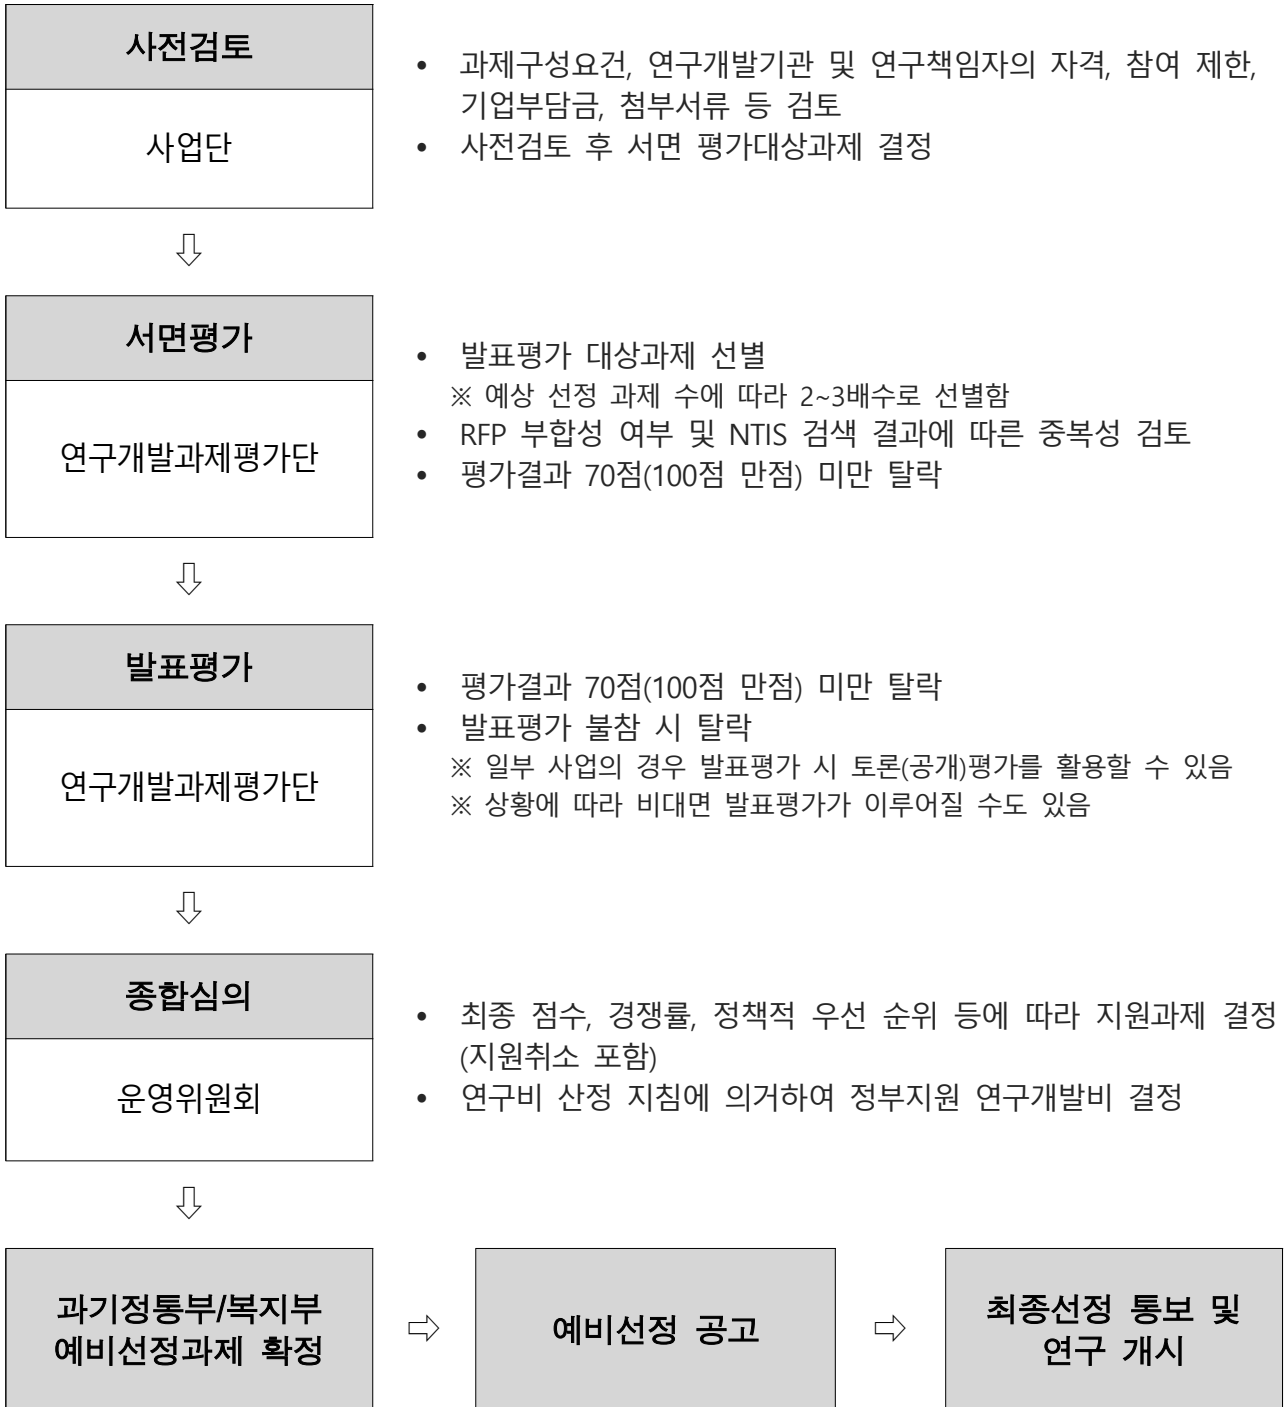 사전검토
사업단
• 과제구성요건, 연구개발기관 및 연구책임자의 자격, 참여 제한,
기업부담금, 첨부서류 등 검토
• 사전검토 후 서면 평가대상과제 결정
⇩
서면평가
연구개발과제평가단
• 발표평가 대상과제 선별
※ 예상 선정 과제 수에 따라 2~3배수로 선별함
• RFP 부합성 여부 및 NTIS 검색 결과에 따른 중복성 검토
• 평가결과 70점(100점 만점) 미만 탈락
⇩
발표평가
연구개발과제평가단
• 평가결과 70점(100점 만점) 미만 탈락
• 발표평가 불참 시 탈락
※ 일부 사업의 경우 발표평가 시 토론(공개)평가를 활용할 수 있음
※ 상황에 따라 비대면 발표평가가 이루어질 수도 있음
⇩
종합심의
운영위원회
• 최종 점수, 경쟁률, 정책적 우선 순위 등에 따라 지원과제 결정
(지원취소 포함)
• 연구비 산정 지침에 의거하여 정부지원 연구개발비 결정
⇩
과기정통부/복지부
예비선정과제 확정
⇨
예비선정 공고
⇨
최종선정 통보 및
연구 개시